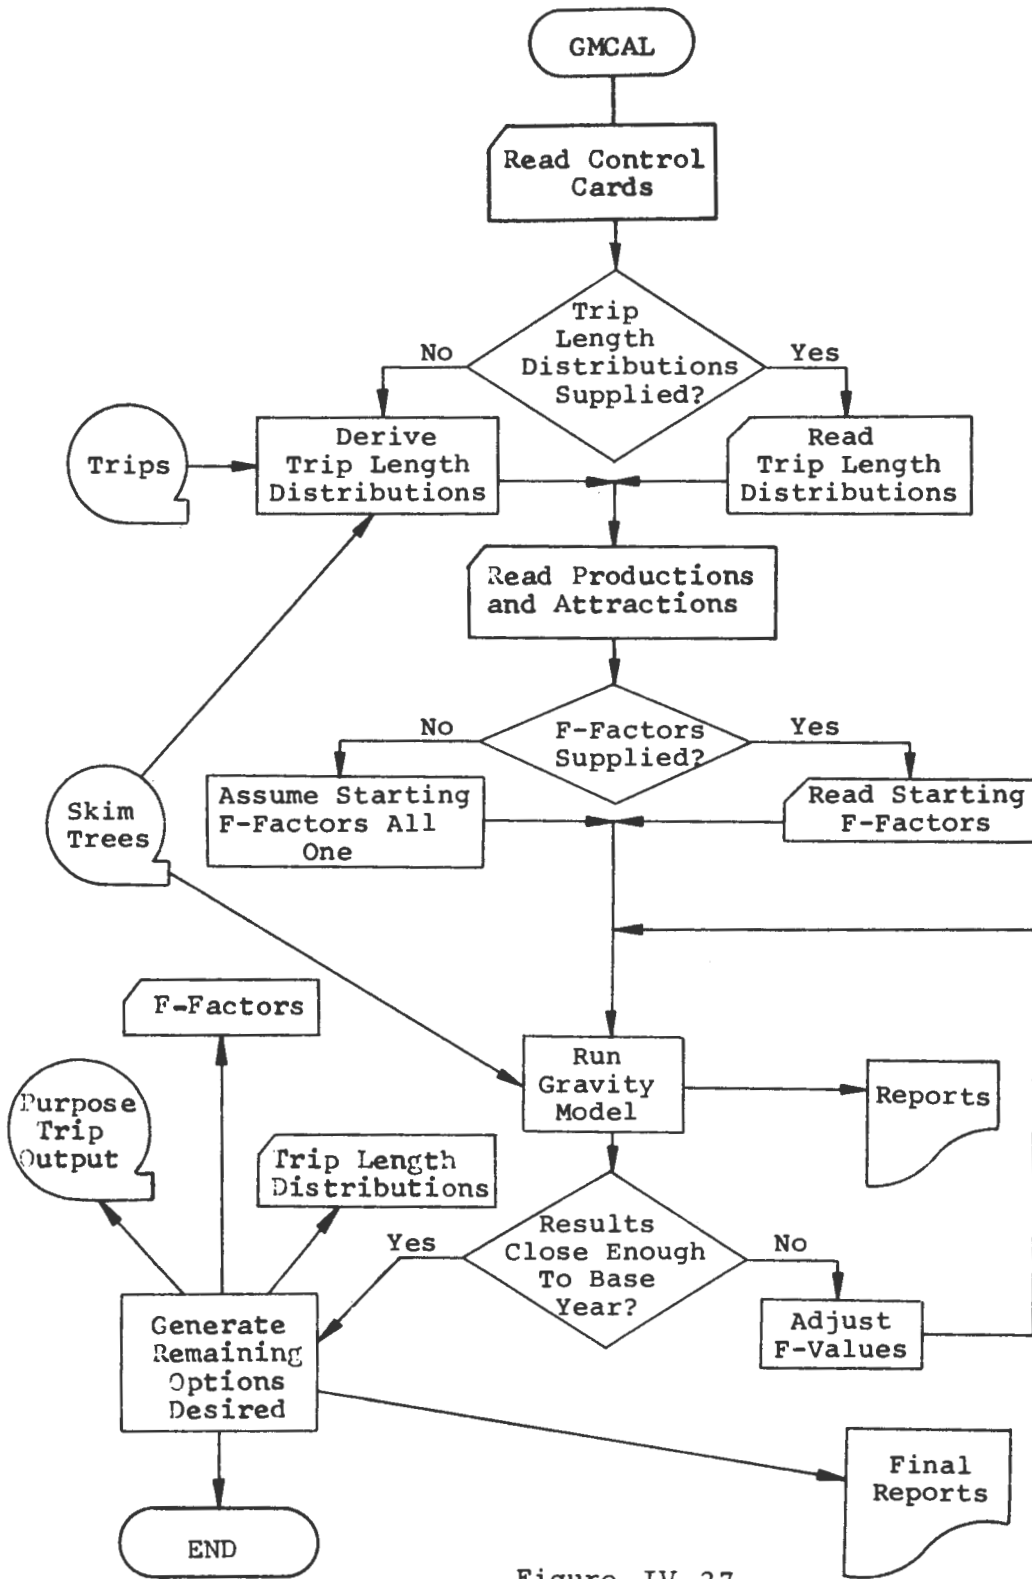 GMCAL
Read Control
Cards
Trip
Length
Distributions
Supplied?
No
Yes
Trips
Derive
Trip Length
Distributions
Read
Trip Length
Distributions
Read Productions
and Attractions
F-Factors
Supplied?
No
Yes
Skim
Trees
Assume Starting
F-Factors All
One
Read Starting
F-Factors
F-Factors
Run
Gravity
Model
Reports
Purpose
Trip
Output
Trip Length
Distributions
Results
Close Enough
To Base
Year?
Yes
No
Generate
Remaining
Options
Desired
Adjust
F-Values
Final
Reports
END
Figure IV-27